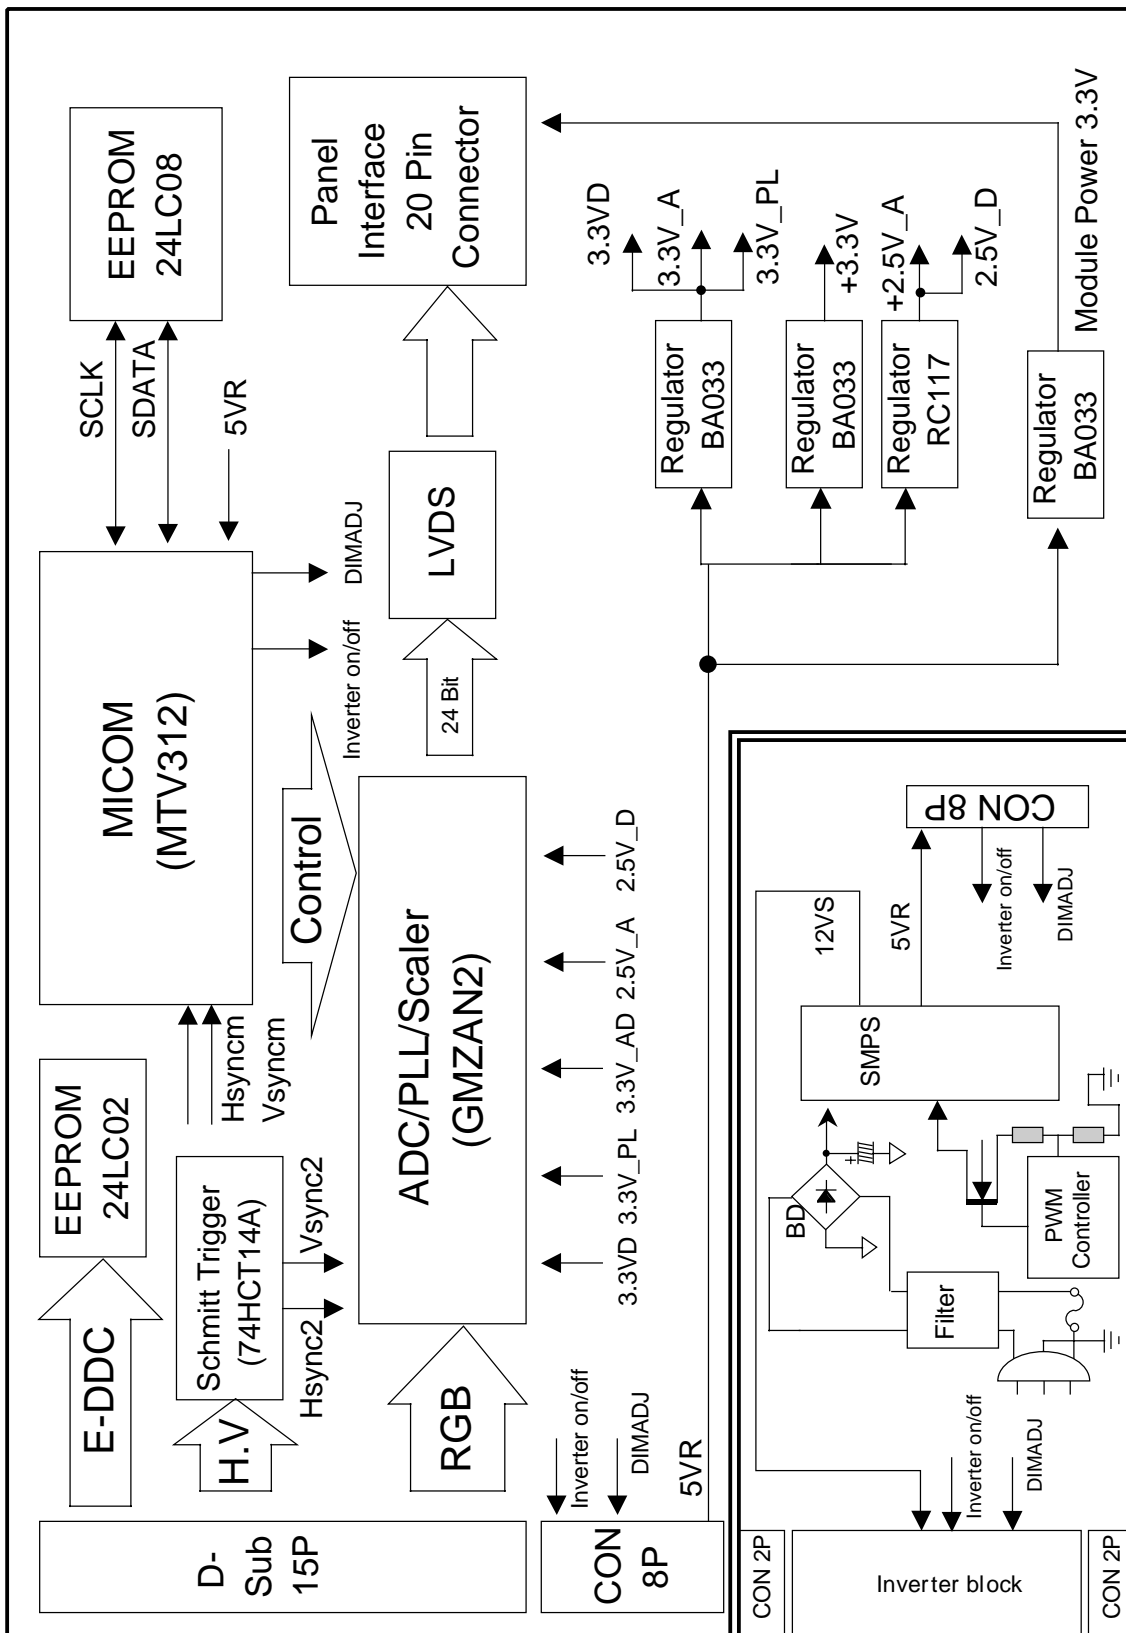 D-
Sub
15P
E-DDC
EEPROM
24LC02
H.V
Schmitt Trigger
(74HCT14A)
Hsync2
Vsync2
Hsyncm
Vsyncm
MICOM
(MTV312)
SCLK
SDATA
5VR
EEPROM
24LC08
DIMADJ
Inverter on/off
Control
RGB
ADC/PLL/Scaler
(GMZAN2)
3.3VD
3.3V_PL
3.3V_AD
2.5V_A
2.5V_D
24 Bit
LVDS
Panel
Interface
20 Pin
Connector
CON
8P
Inverter on/off
DIMADJ
5VR
Regulator
BA033
3.3VD
3.3V_A
3.3V_PL
Regulator
BA033
+3.3V
Regulator
RC117
+2.5V_A
2.5V_D
Regulator
BA033
Module Power 3.3V
CON 2P
Inverter block
CON 2P
Inverter on/off
DIMADJ
Filter
BD
PWM
Controller
SMPS
12VS
5VR
CON 8P
Inverter on/off
DIMADJ
+